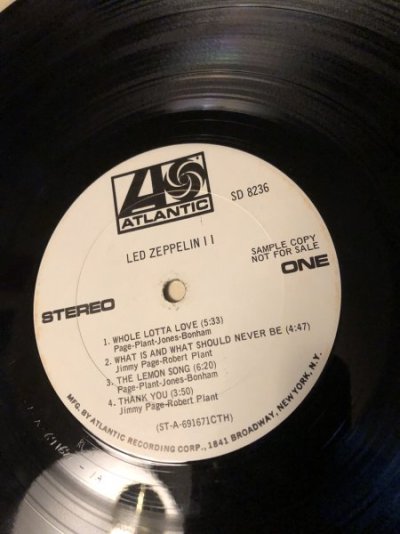 ATLANTIC
SD 8236
LED ZEPPELIN II
SAMPLE COPY
NOT FOR SALE
STEREO
ONE
1. WHOLE LOTTA LOVE (5:33)
Page-Plant-Jones-Bonham
2. WHAT IS AND WHAT SHOULD NEVER BE (4:47)
Jimmy Page-Robert Plant
3. THE LEMON SONG (6:20)
Page-Plant-Jones-Bonham
4. THANK YOU (3:50)
Jimmy Page-Robert Plant
(ST-A-691671CTH)
MFG. BY ATLANTIC RECORDING CORP., 1841 BROADWAY, NEW YORK, N.Y.